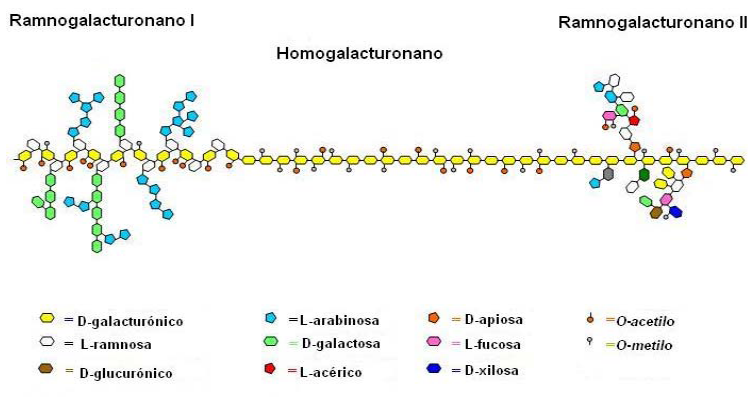 Ramnogalacturonano I
Ramnogalacturonano II
Homogalacturonano
= D-galacturónico
=L-arabinosa
= D-apiosa
=O-acetilo
= L-ramnosa
= D-galactosa
= L-fucosa
=O-metilo
= D-glucurónico
= L-acérico
= D-xilosa